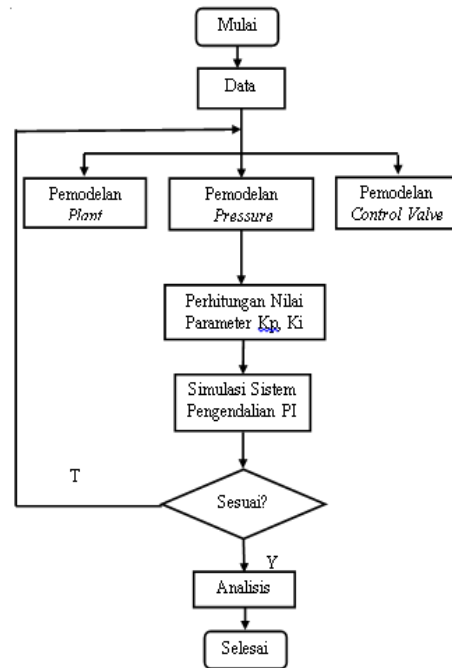 Mulai
Data
Pemodelan
Plant
Pemodelan
Pressure
Pemodelan
Control Valve
Perhitungan Nilai
Parameter Kp, Ki
Simulasi Sistem
Pengendalian PI
T
Sesuai?
Y
Analisis
Selesai